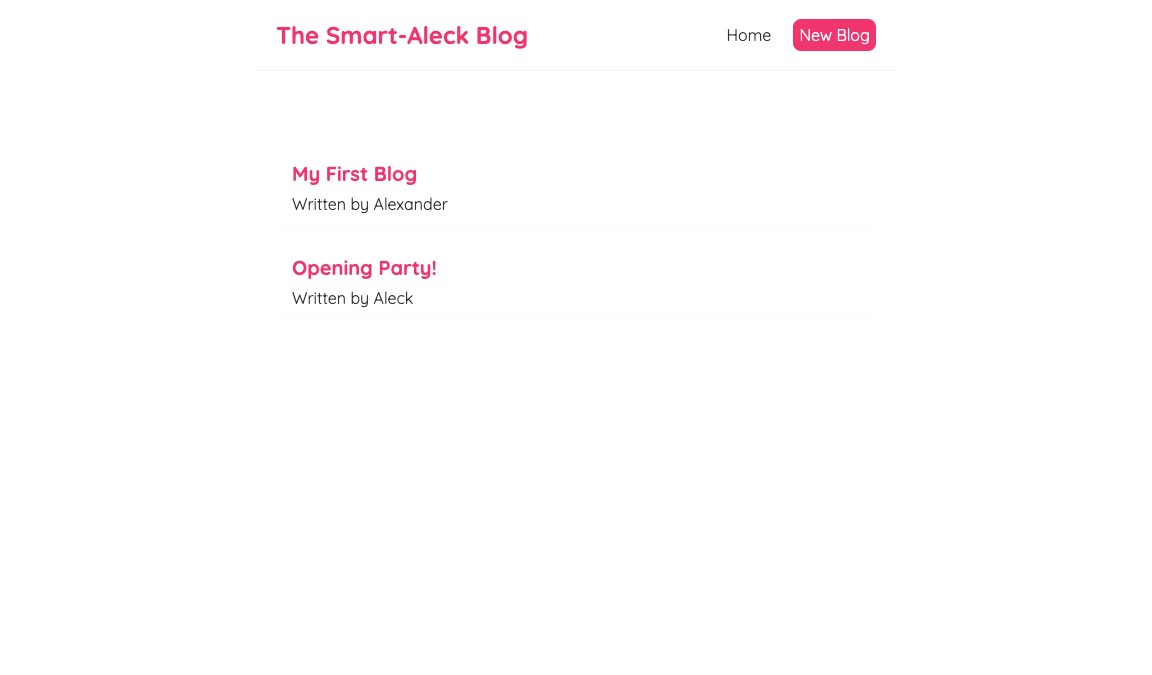 The Smart-Aleck Blog
Home
New Blog
My First Blog
Written by Alexander
Opening Party!
Written by Aleck